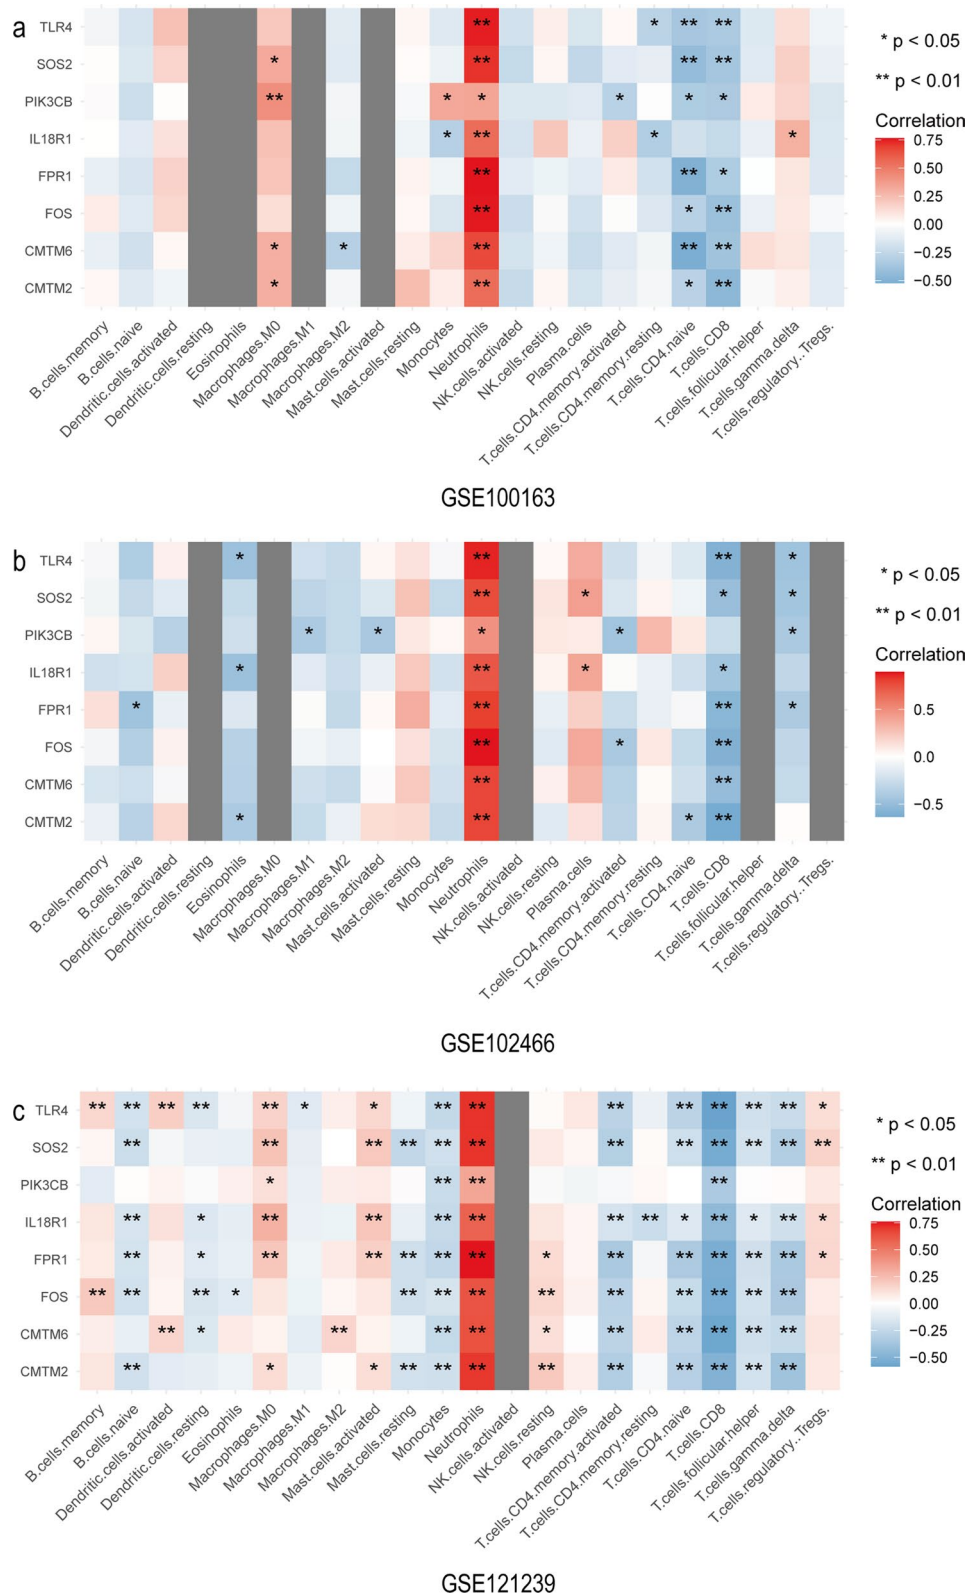 a
TLR4 * ** **
** * p < 0.05
SOS2 * ** ** **
** p < 0.01
PIK3CB ** * * * * *
Correlation
IL18R1 * ** * *
0.75
FPR1 ** ** *
0.50
0.25
FOS ** * **
0.00
CMTM6 * * ** ** **
−0.25
CMTM2 * ** * **
−0.50
B.cells.memory
B.cells.naive
Dendritic.cells.activated
Dendritic.cells.resting
Eosinophils
Macrophages.M0
Macrophages.M1
Macrophages.M2
Mast.cells.activated
Mast.cells.resting
Monocytes
Neutrophils
NK.cells.activated
NK.cells.resting
Plasma.cells
T.cells.CD4.memory.activated
T.cells.CD4.memory.resting
T.cells.CD4.naive
T.cells.CD8
T.cells.follicular.helper
T.cells.gamma.delta
T.cells.regulatory..Tregs.
GSE100163
b
TLR4 * ** ** *
* p < 0.05
SOS2 ** * * *
** p < 0.01
PIK3CB * * * * *
Correlation
IL18R1 * ** * *
0.5
FPR1 * ** ** *
FOS ** * **
0.0
CMTM6 ** **
−0.5
CMTM2 * ** * **
B.cells.memory
B.cells.naive
Dendritic.cells.activated
Dendritic.cells.resting
Eosinophils
Macrophages.M0
Macrophages.M1
Macrophages.M2
Mast.cells.activated
Mast.cells.resting
Monocytes
Neutrophils
NK.cells.activated
NK.cells.resting
Plasma.cells
T.cells.CD4.memory.activated
T.cells.CD4.memory.resting
T.cells.CD4.naive
T.cells.CD8
T.cells.follicular.helper
T.cells.gamma.delta
T.cells.regulatory..Tregs.
GSE102466
c
TLR4 ** ** ** ** ** * * ** ** ** ** ** ** ** *
* p < 0.05
SOS2 ** ** ** ** ** ** ** ** ** ** ** **
** p < 0.01
PIK3CB * ** ** **
Correlation
0.75
IL18R1 ** * ** ** ** ** ** ** * ** * ** *
0.50
FPR1 ** * ** ** ** ** ** * ** ** ** ** ** *
0.25
FOS ** ** ** * ** ** ** ** ** ** ** ** **
0.00
CMTM6 ** * ** ** ** * ** ** ** ** **
−0.25
CMTM2 ** * * ** ** ** ** ** ** ** ** **
−0.50
B.cells.memory
B.cells.naive
Dendritic.cells.activated
Dendritic.cells.resting
Eosinophils
Macrophages.M0
Macrophages.M1
Macrophages.M2
Mast.cells.activated
Mast.cells.resting
Monocytes
Neutrophils
NK.cells.activated
NK.cells.resting
Plasma.cells
T.cells.CD4.memory.activated
T.cells.CD4.memory.resting
T.cells.CD4.naive
T.cells.CD8
T.cells.follicular.helper
T.cells.gamma.delta
T.cells.regulatory..Tregs.
GSE121239